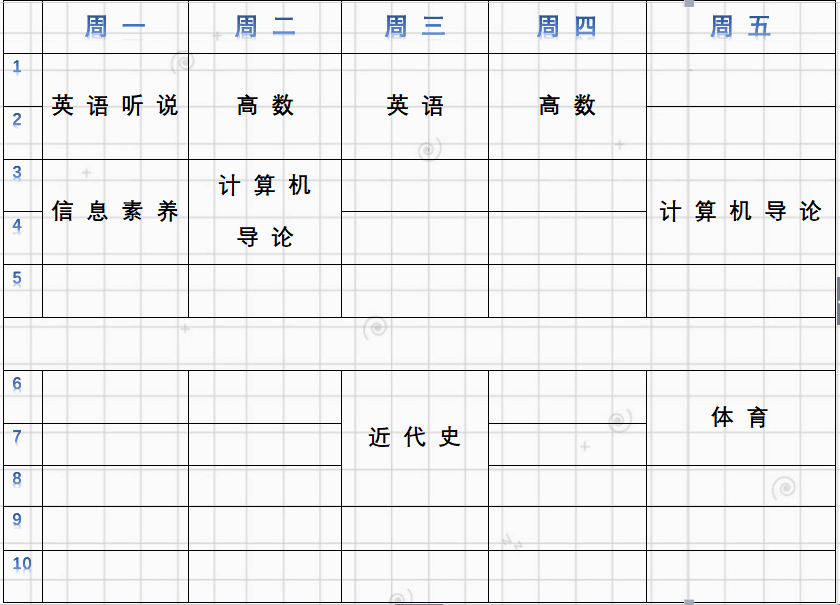 周一 周二 周三 周四 周五
1
英语听说 高数 英语 高数
2
3
计算机
信息素养 计算机导论
4
导论
5
6
体育
7 近代史
8
9
10